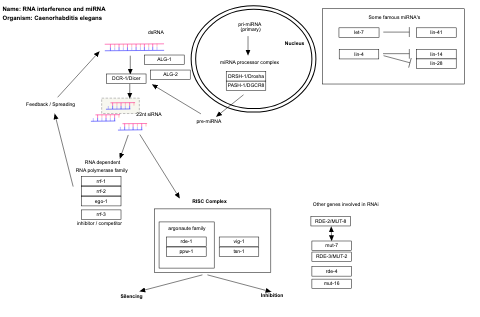 Name: RNA interference and miRNA
Organism: Caenorhabditis elegans
dsRNA
ALG-1
ALG-2
DCR-1/Dicer
22nt siRNA
Feedback / Spreading
pri-miRNA
(primary)
Nucleus
miRNA processor complex
DRSH-1/Drosha
PASH-1/DGCR8
pre-miRNA
Some famous miRNA's
let-7
lin-41
lin-4
lin-14
lin-28
RNA dependent
RNA polymerase family
rrf-1
rrf-2
ego-1
rrf-3
inhibitor / competitor
RISC Complex
argonaute family
rde-1
ppw-1
vig-1
tsn-1
Silencing
Inhibition
Other genes involved in RNAi
RDE-2/MUT-8
mut-7
RDE-3/MUT-2
rde-4
mut-16